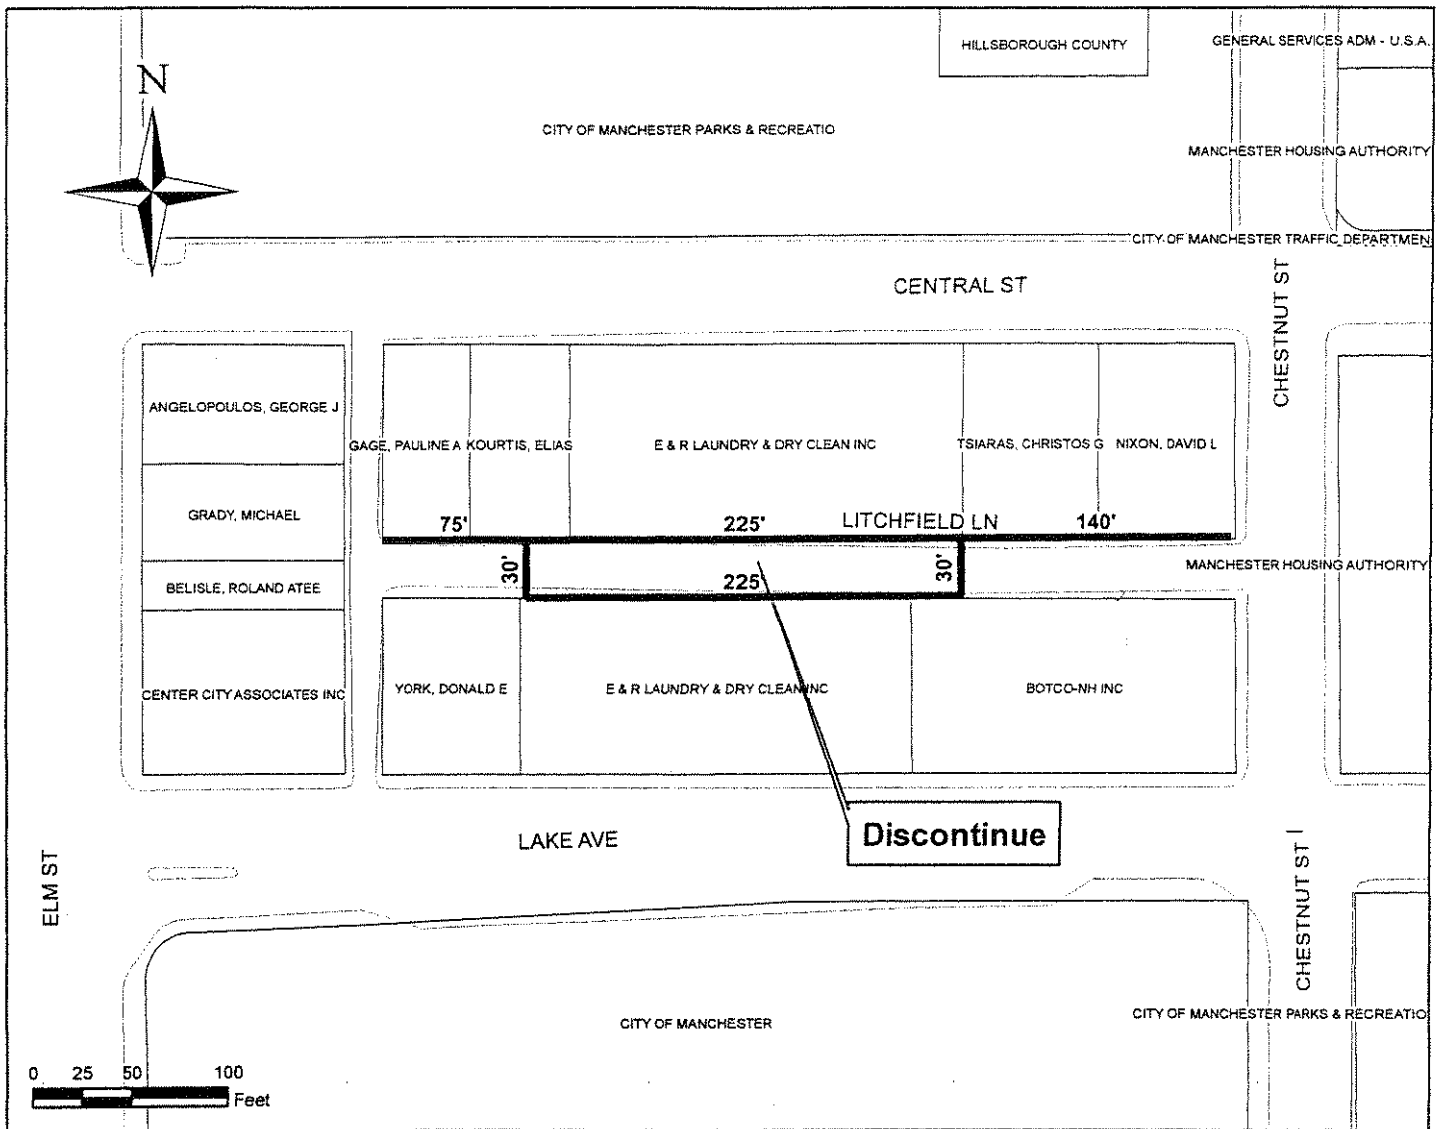 HILLSBOROUGH COUNTY
GENERAL SERVICES ADM - U.S.A.
N
CITY OF MANCHESTER PARKS & RECREATIO
MANCHESTER HOUSING AUTHORITY
CITY OF MANCHESTER TRAFFIC DEPARTMEN
CENTRAL ST
CHESTNUT ST
ANGELOPOULOS, GEORGE J
GAGE, PAULINE A
KOURTIS, ELIAS
E & R LAUNDRY & DRY CLEAN INC
TSIARAS, CHRISTOS G
NIXON, DAVID L
GRADY, MICHAEL
75'
225'
LITCHFIELD LN
140'
30'
30'
MANCHESTER HOUSING AUTHORITY
BELISLE, ROLAND ATEE
225'
CENTER CITY ASSOCIATES INC
YORK, DONALD E
E & R LAUNDRY & DRY CLEAN INC
BOTCO-NH INC
Discontinue
LAKE AVE
ELM ST
CHESTNUT ST
CITY OF MANCHESTER
CITY OF MANCHESTER PARKS & RECREATIO
0 25 50 100
Feet